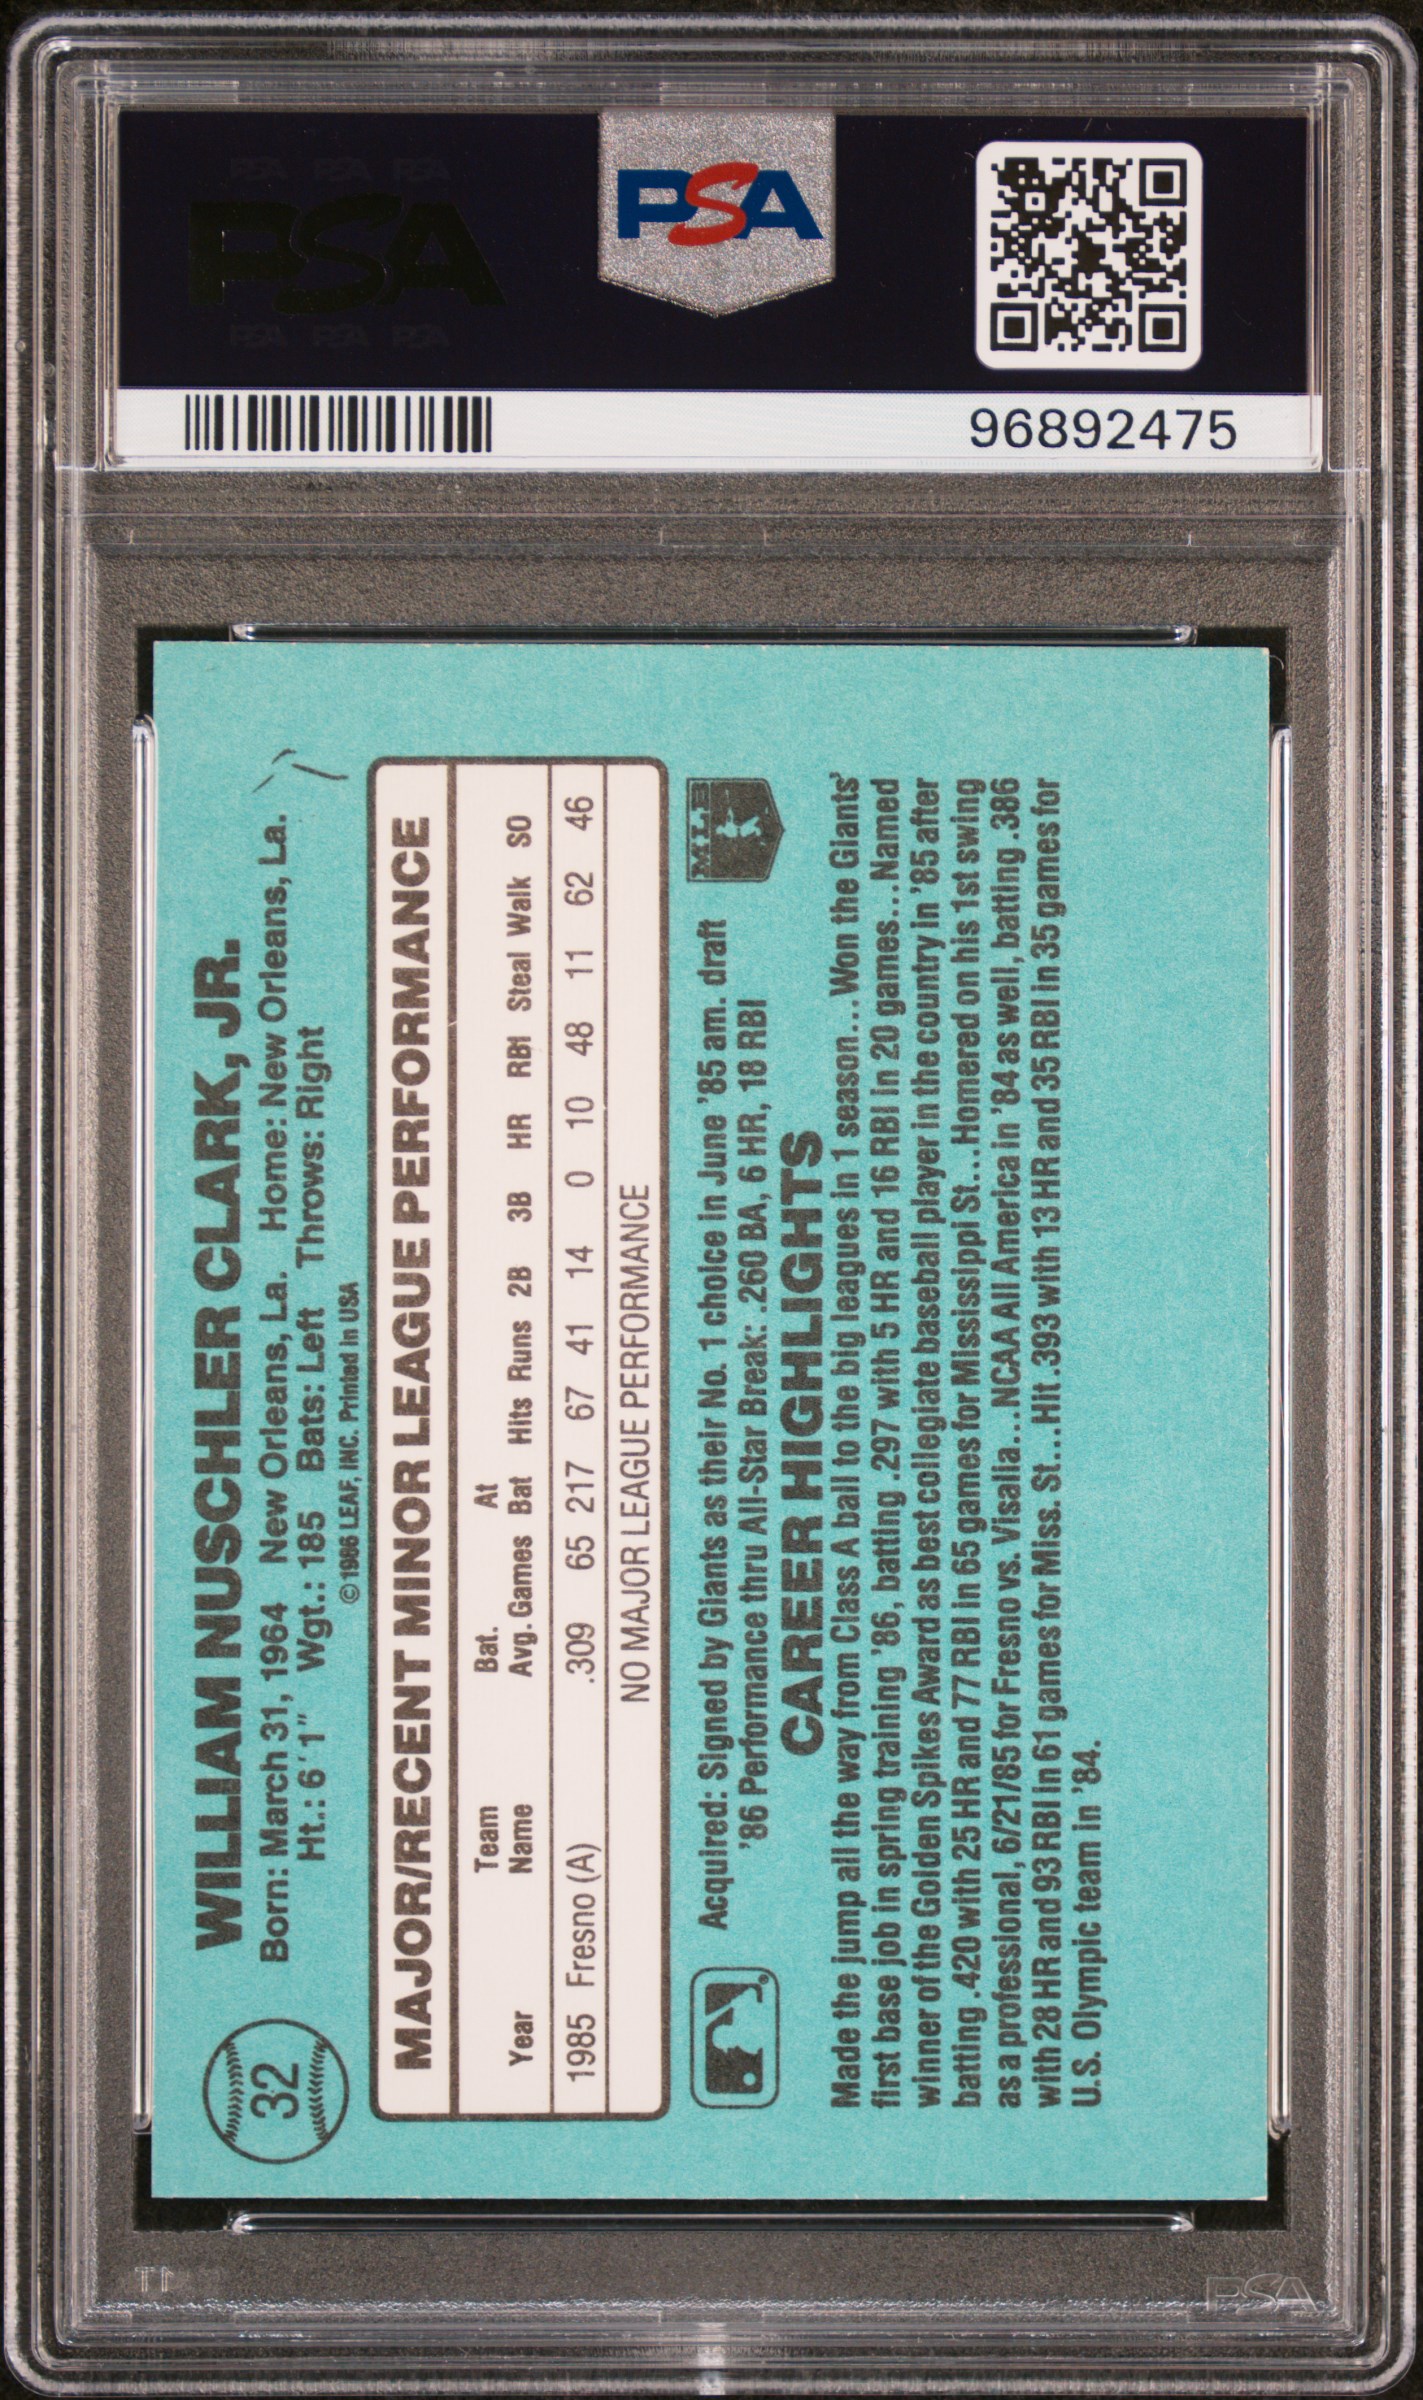 PSA
PSA PSA PSA
PSA
PSA PSA PSA
96892475
32
WILLIAM NUSCHLER CLARK, JR.
Born: March 31, 1964 New Orleans, La. Home: New Orleans, La.
Ht.: 6'1" Wgt.: 185 Bats: Left Throws: Right
© 1986 LEAF, INC. Printed in USA
MAJOR/RECENT MINOR LEAGUE PERFORMANCE
Year Team Name Bat. Avg. Games At Bat Hits Runs 2B 3B HR RBI Steal Walk SO
1985 Fresno (A) .309 65 217 67 41 14 0 10 48 11 62 46
NO MAJOR LEAGUE PERFORMANCE
Acquired: Signed by Giants as their No. 1 choice in June '85 am. draft
'86 Performance thru All-Star Break: .260 BA, 6 HR, 18 RBI
CAREER HIGHLIGHTS
Made the jump all the way from Class A ball to the big leagues in 1 season...Won the Giants'
first base job in spring training '86, batting .297 with 5 HR and 16 RBI in 20 games...Named
winner of the Golden Spikes Award as best collegiate baseball player in the country in '85 after
batting .420 with 25 HR and 77 RBI in 65 games for Mississippi St...Homered on his 1st swing
as a professional, 6/21/85 for Fresno vs. Visalia...NCAA All America in '84 as well, batting .386
with 28 HR and 93 RBI in 61 games for Miss. St...Hit .393 with 13 HR and 35 RBI in 35 games for
U.S. Olympic team in '84.
PSA